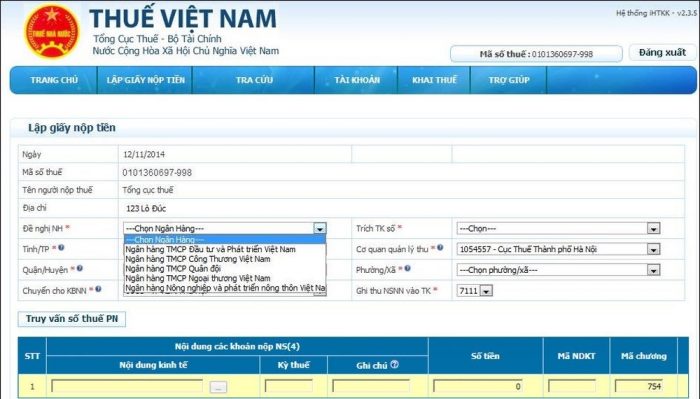 Hệ thống iHTKK - v2.3.5
THUẾ NHÀ NƯỚC
THUẾ VIỆT NAM
Tổng Cục Thuế - Bộ Tài Chính
Nước Cộng Hòa Xã Hội Chủ Nghĩa Việt Nam
Mã số thuế: 0101360697-998
Đăng xuất
TRANG CHỦ LẬP GIẤY NỘP TIỀN TRA CỨU TÀI KHOẢN KHAI THUẾ TRỢ GIÚP
Lập giấy nộp tiền
Ngày 12/11/2014
Mã số thuế 0101360697-998
Tên người nộp thuế Tổng cục thuế
Địa chỉ 123 Lò Đúc
Đề nghị NH ---Chọn Ngân Hàng--- Trích TK số * ---Chọn---
---Chọn Ngân Hàng---
Ngân hàng TMCP Đầu tư và Phát triển Việt Nam
Ngân hàng TMCP Công Thương Việt Nam
Ngân hàng TMCP Quân đội
Ngân hàng TMCP Ngoại thương Việt Nam
Ngân hàng Nông nghiệp và phát triển nông thôn Việt Na
Tỉnh/TP * Cơ quan quản lý thu * 1054557 - Cục Thuế Thành phố Hà Nội
Quận/Huyện * Phường/Xã * ---Chọn phường/xã---
Chuyển cho KBNN * Ghi thu NSNN vào TK * 7111
Truy vấn số thuế PN
STT Nội dung các khoản nộp NS(4) Số tiền Mã NDKT Mã chương
Nội dung kinh tế Kỳ thuế Ghi chú ?
1 ... 0 754